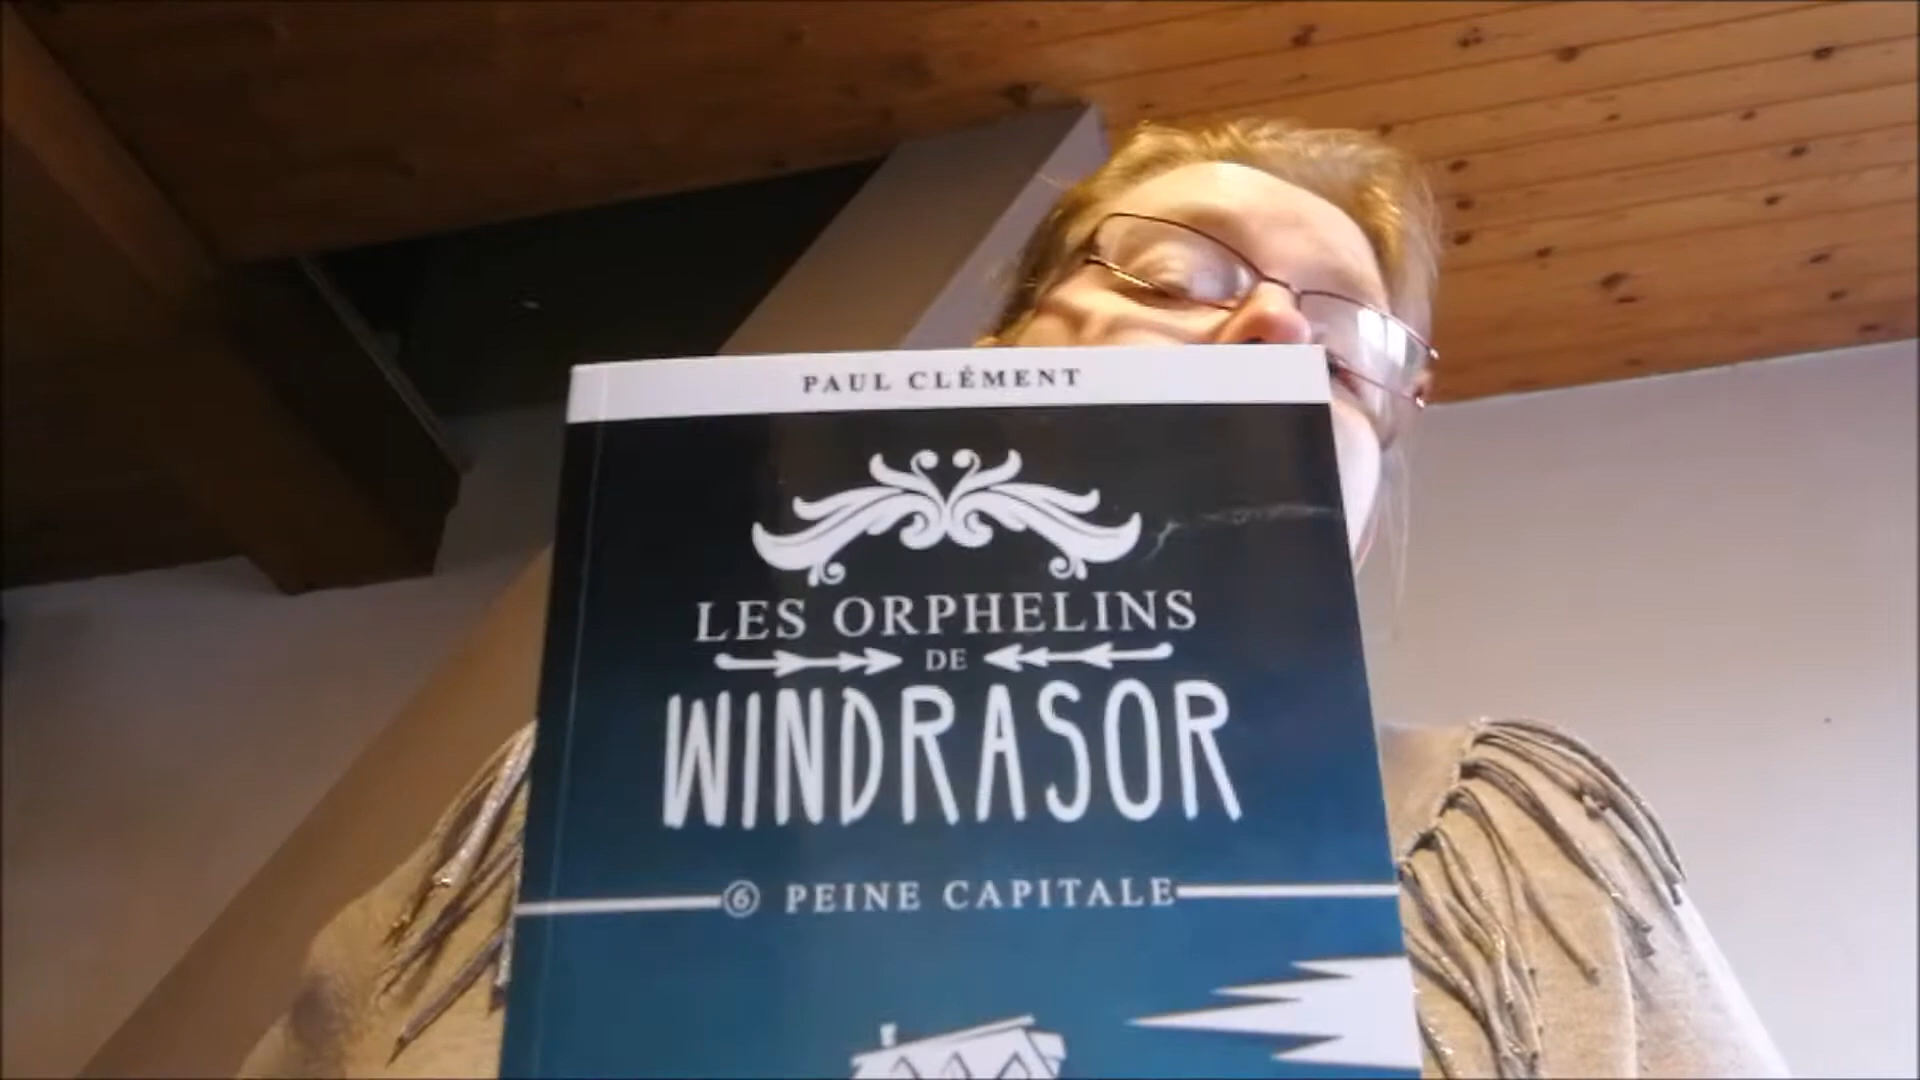 PAUL CLÉMENT
LES ORPHELINS
DE
WINDRASOR
⑥ PEINE CAPITALE